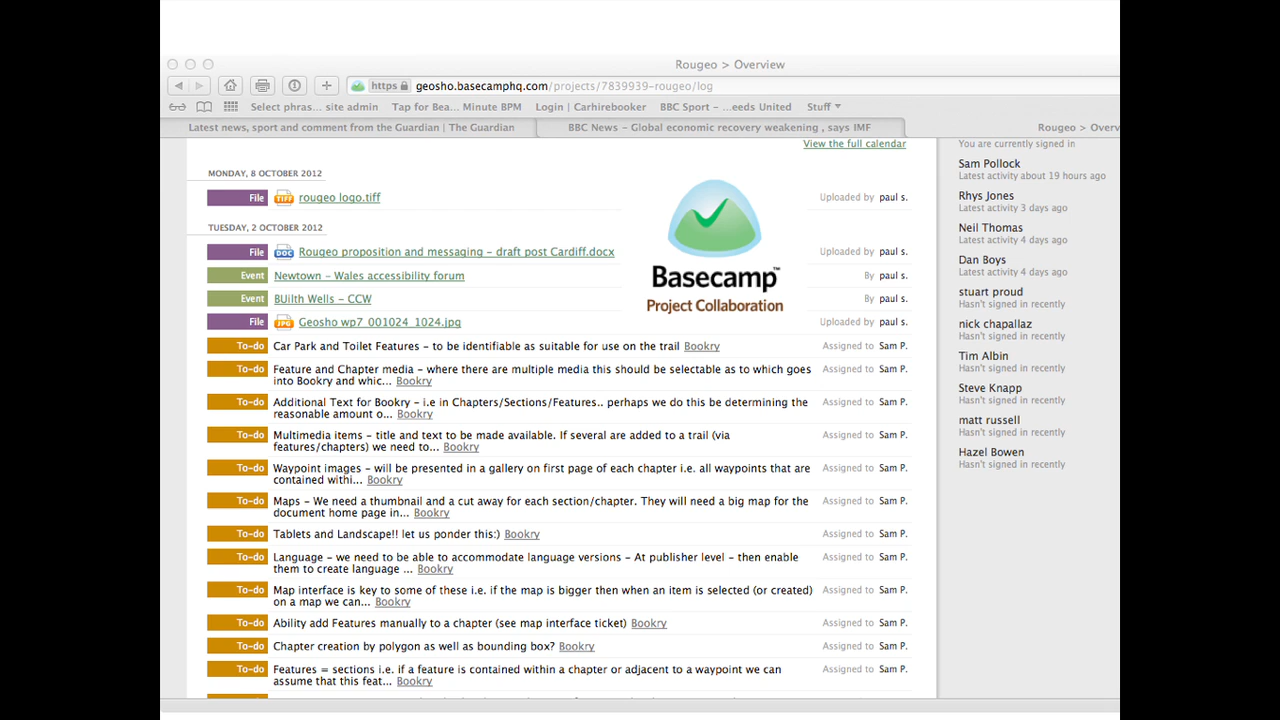 Rougeo > Overview
https geosho.basecamphq.com/projects/7839939-rougeo/log
Select phras... site admin Tap for Bea... Minute BPM Login | Carhirebooker BBC Sport - ...eeds United Stuff
Latest news, sport and comment from the Guardian | The Guardian BBC News - Global economic recovery weakening , says IMF Rougeo > Overv
View the full calendar
MONDAY, 8 OCTOBER 2012
File TIFF rougeo logo.tiff Uploaded by paul s.
TUESDAY, 2 OCTOBER 2012
File DOC Rougeo proposition and messaging - draft post Cardiff.docx Uploaded by paul s.
Event Newtown - Wales accessibility forum By paul s.
Event BUilth Wells - CCW By paul s.
File JPG Geosho wp7_001024_1024.jpg Uploaded by paul s.
Basecamp™
Project Collaboration
To-do Car Park and Toilet Features - to be identifiable as suitable for use on the trail Bookry Assigned to Sam P.
To-do Feature and Chapter media - where there are multiple media this should be selectable as to which goes Assigned to Sam P.
into Bookry and whic... Bookry
To-do Additional Text for Bookry - i.e in Chapters/Sections/Features.. perhaps we do this be determining the Assigned to Sam P.
reasonable amount o... Bookry
To-do Multimedia items - title and text to be made available. If several are added to a trail (via Assigned to Sam P.
features/chapters) we need to... Bookry
To-do Waypoint images - will be presented in a gallery on first page of each chapter i.e. all waypoints that are Assigned to Sam P.
contained withi... Bookry
To-do Maps - We need a thumbnail and a cut away for each section/chapter. They will need a big map for the Assigned to Sam P.
document home page in... Bookry
To-do Tablets and Landscape!! let us ponder this:) Bookry Assigned to Sam P.
To-do Language - we need to be able to accommodate language versions - At publisher level - then enable Assigned to Sam P.
them to create language ... Bookry
To-do Map interface is key to some of these i.e. if the map is bigger then when an item is selected (or created) Assigned to Sam P.
on a map we can... Bookry
To-do Ability add Features manually to a chapter (see map interface ticket) Bookry Assigned to Sam P.
To-do Chapter creation by polygon as well as bounding box? Bookry Assigned to Sam P.
To-do Features = sections i.e. if a feature is contained within a chapter or adjacent to a waypoint we can Assigned to Sam P.
assume that this feat... Bookry
You are currently signed in
Sam Pollock
Latest activity about 19 hours ago
Rhys Jones
Latest activity 3 days ago
Neil Thomas
Latest activity 4 days ago
Dan Boys
Latest activity 4 days ago
stuart proud
Hasn't signed in recently
nick chapallaz
Hasn't signed in recently
Tim Albin
Hasn't signed in recently
Steve Knapp
Hasn't signed in recently
matt russell
Hasn't signed in recently
Hazel Bowen
Hasn't signed in recently